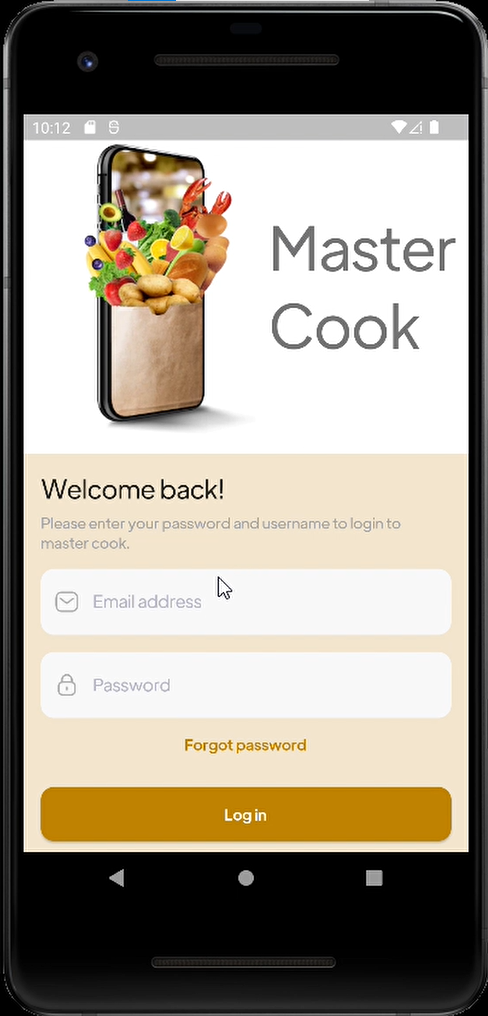 10:12
Master
Cook
Welcome back!
Please enter your password and username to login to
master cook.
Email address
Password
Forgot password
Log in